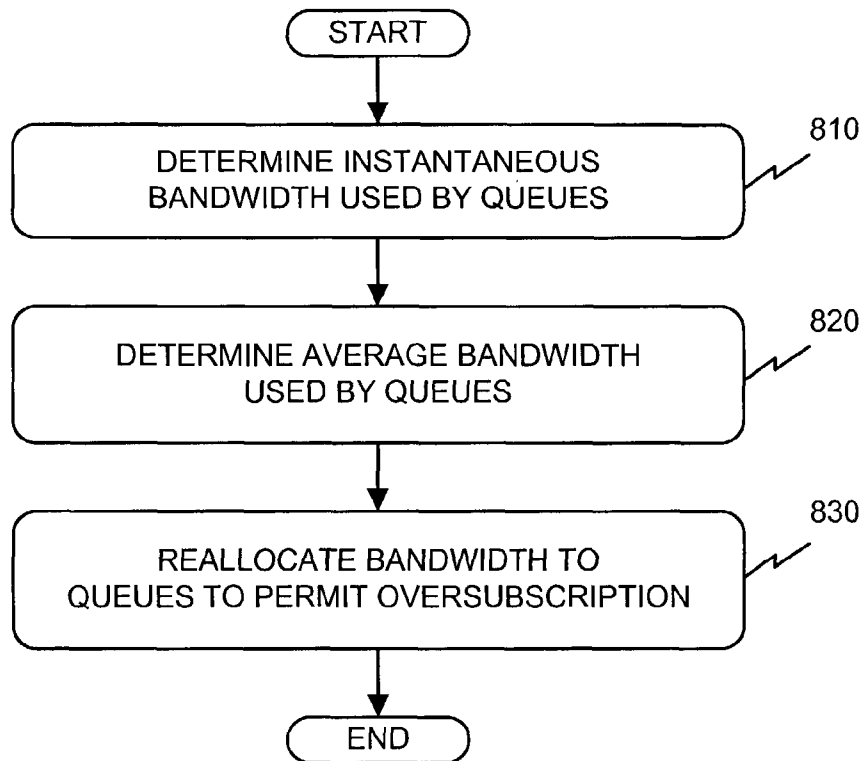 START
810
DETERMINE INSTANTANEOUS
BANDWIDTH USED BY QUEUES
820
DETERMINE AVERAGE BANDWIDTH
USED BY QUEUES
830
REALLOCATE BANDWIDTH TO
QUEUES TO PERMIT OVERSUBSCRIPTION
END